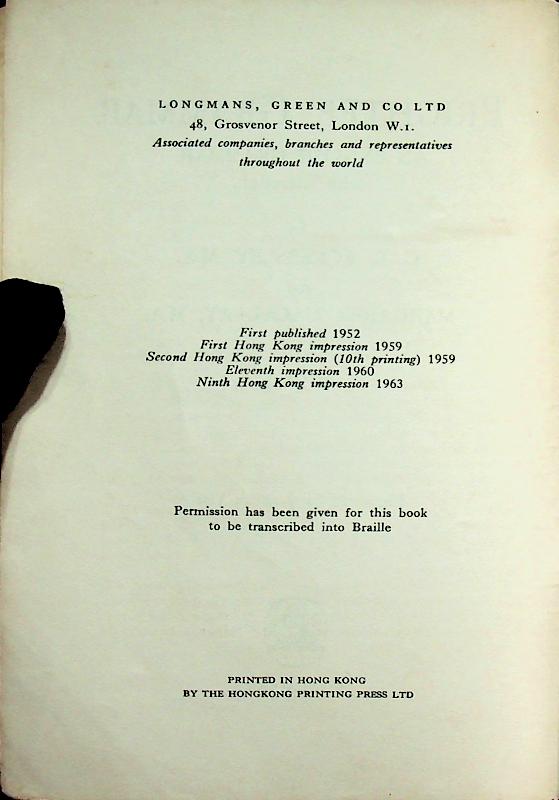 LONGMANS, GREEN AND CO LTD
48, Grosvenor Street, London W.1.
Associated companies, branches and representatives
throughout the world
First published 1952
First Hong Kong impression 1959
Second Hong Kong impression (10th printing) 1959
Eleventh impression 1960
Ninth Hong Kong impression 1963
Permission has been given for this book
to be transcribed into Braille
PRINTED IN HONG KONG
BY THE HONGKONG PRINTING PRESS LTD